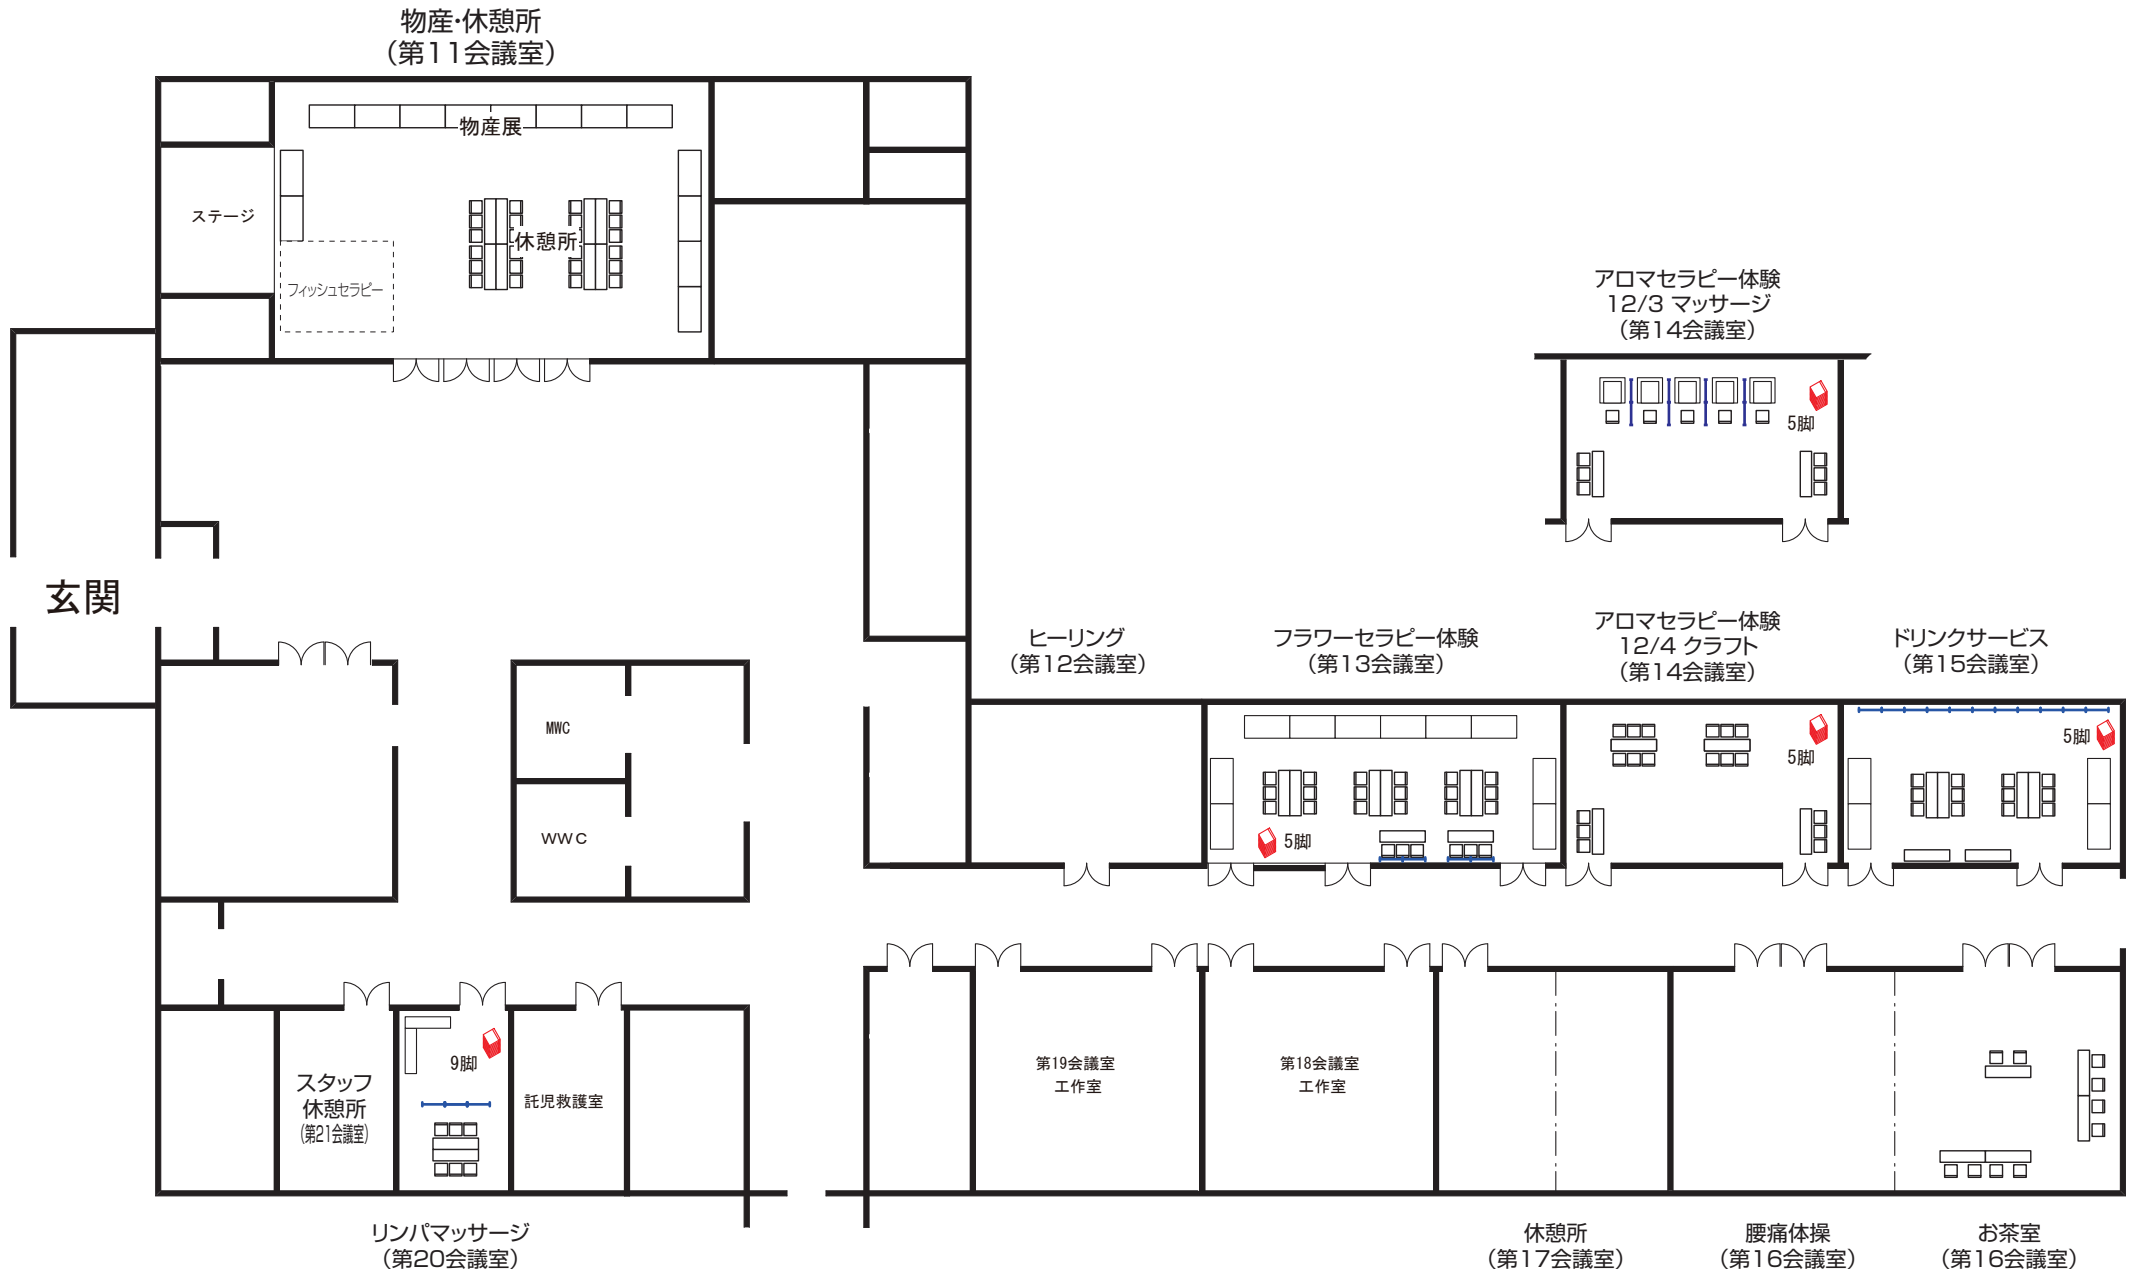 物産・休憩所
（第11会議室）
物産展
ステージ
休憩所
フィッシュセラピー
アロマセラピー体験
12/3 マッサージ
（第14会議室）
5脚
玄関
ヒーリング
（第12会議室）
フラワーセラピー体験
（第13会議室）
アロマセラピー体験
12/4 クラフト
（第14会議室）
ドリンクサービス
（第15会議室）
MWC
WWC
5脚
5脚
5脚
スタッフ
休憩所
（第21会議室）
9脚
託児救護室
第19会議室
工作室
第18会議室
工作室
リンパマッサージ
（第20会議室）
休憩所
（第17会議室）
腰痛体操
（第16会議室）
お茶室
（第16会議室）